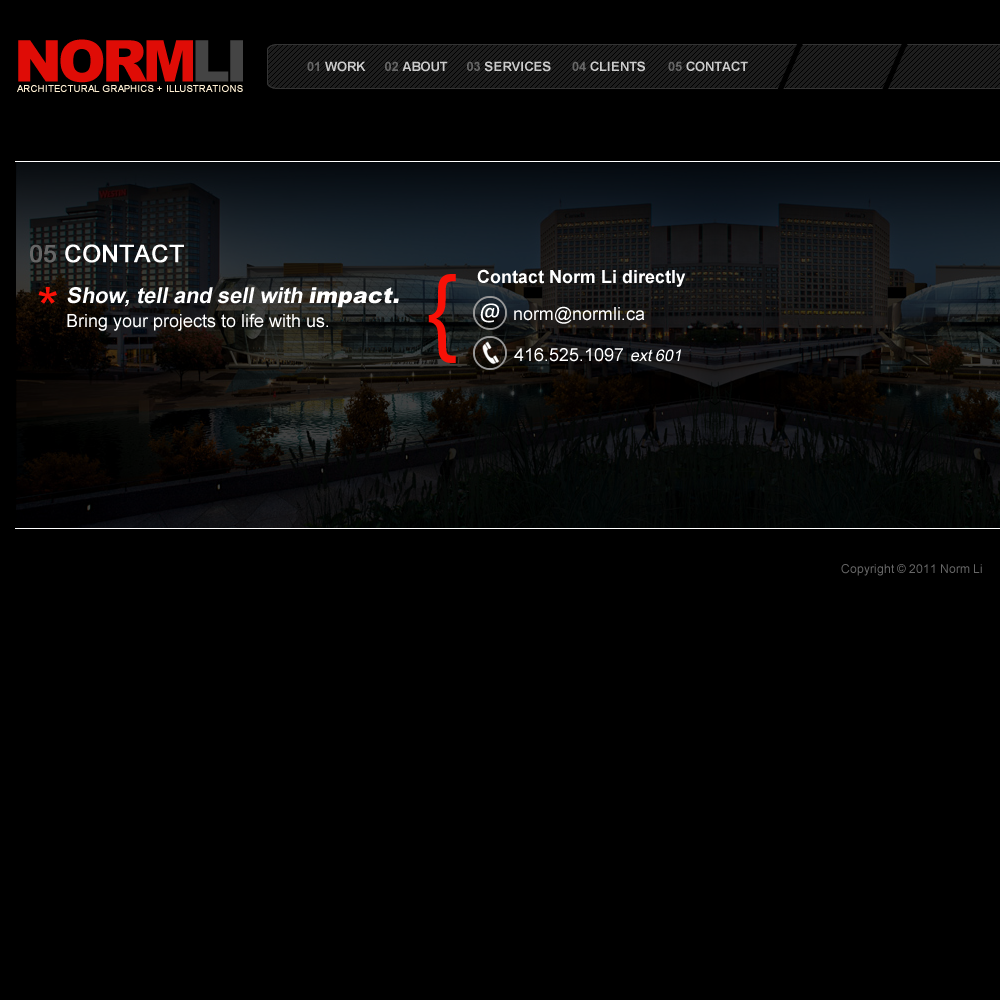 NORMLI
ARCHITECTURAL GRAPHICS + ILLUSTRATIONS
01 WORK 02 ABOUT 03 SERVICES 04 CLIENTS 05 CONTACT
05 CONTACT
* Show, tell and sell with impact.
Bring your projects to life with us.
{
Contact Norm Li directly
@ norm@normli.ca
416.525.1097 ext 601
Copyright © 2011 Norm Li